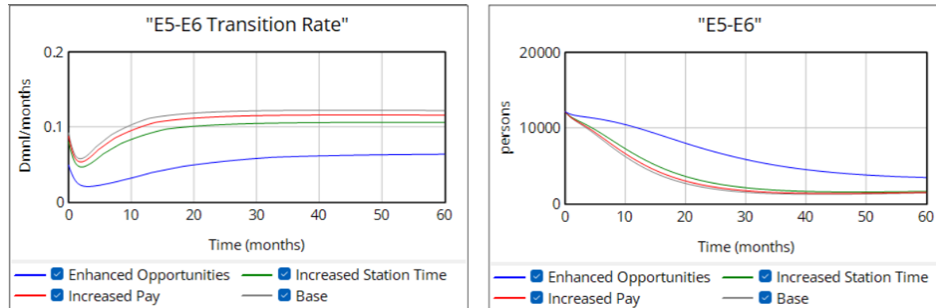 "E5-E6 Transition Rate"
0.2
0.1
0
Dmnl/months
0 10 20 30 40 50 60
Time (months)
Enhanced Opportunities Increased Station Time
Increased Pay Base
"E5-E6"
20000
10000
0
persons
0 10 20 30 40 50 60
Time (months)
Enhanced Opportunities Increased Station Time
Increased Pay Base